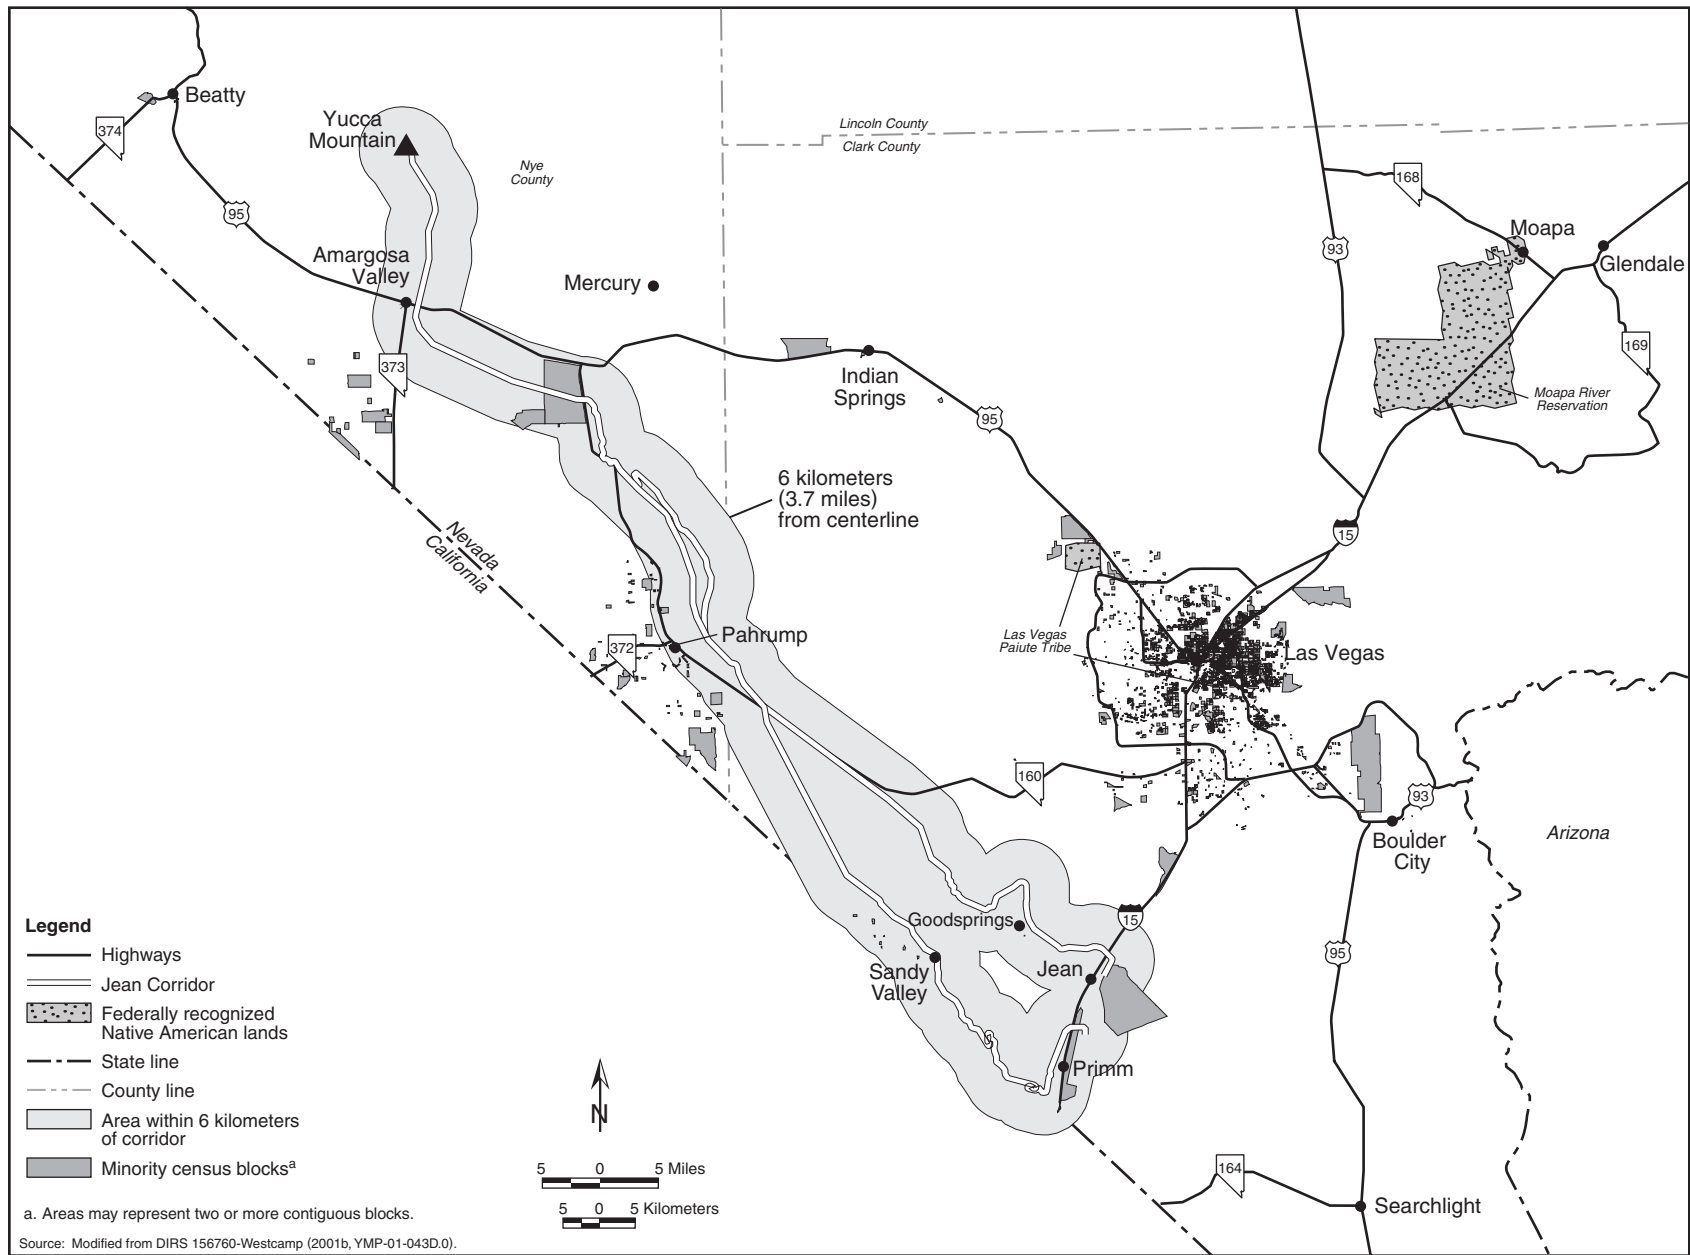 Beatty
374
Yucca
Mountain
Nye
County
Lincoln County
Clark County
95
168
Moapa
93
Glendale
Amargosa
Valley
Mercury
373
169
Indian
Springs
Moapa River
Reservation
95
6 kilometers
(3.7 miles)
from centerline
Nevada
California
15
Las Vegas
Paiute Tribe
Pahrump
372
Las Vegas
160
93
Boulder
City
Arizona
Goodsprings
15
Jean
Sandy
Valley
95
Primm
164
Searchlight
Legend
Highways
Jean Corridor
Federally recognized
Native American lands
State line
County line
Area within 6 kilometers
of corridor
Minority census blocksa
N
5 0 5 Miles
5 0 5 Kilometers
a. Areas may represent two or more contiguous blocks.
Source: Modified from DIRS 156760-Westcamp (2001b, YMP-01-043D.0).